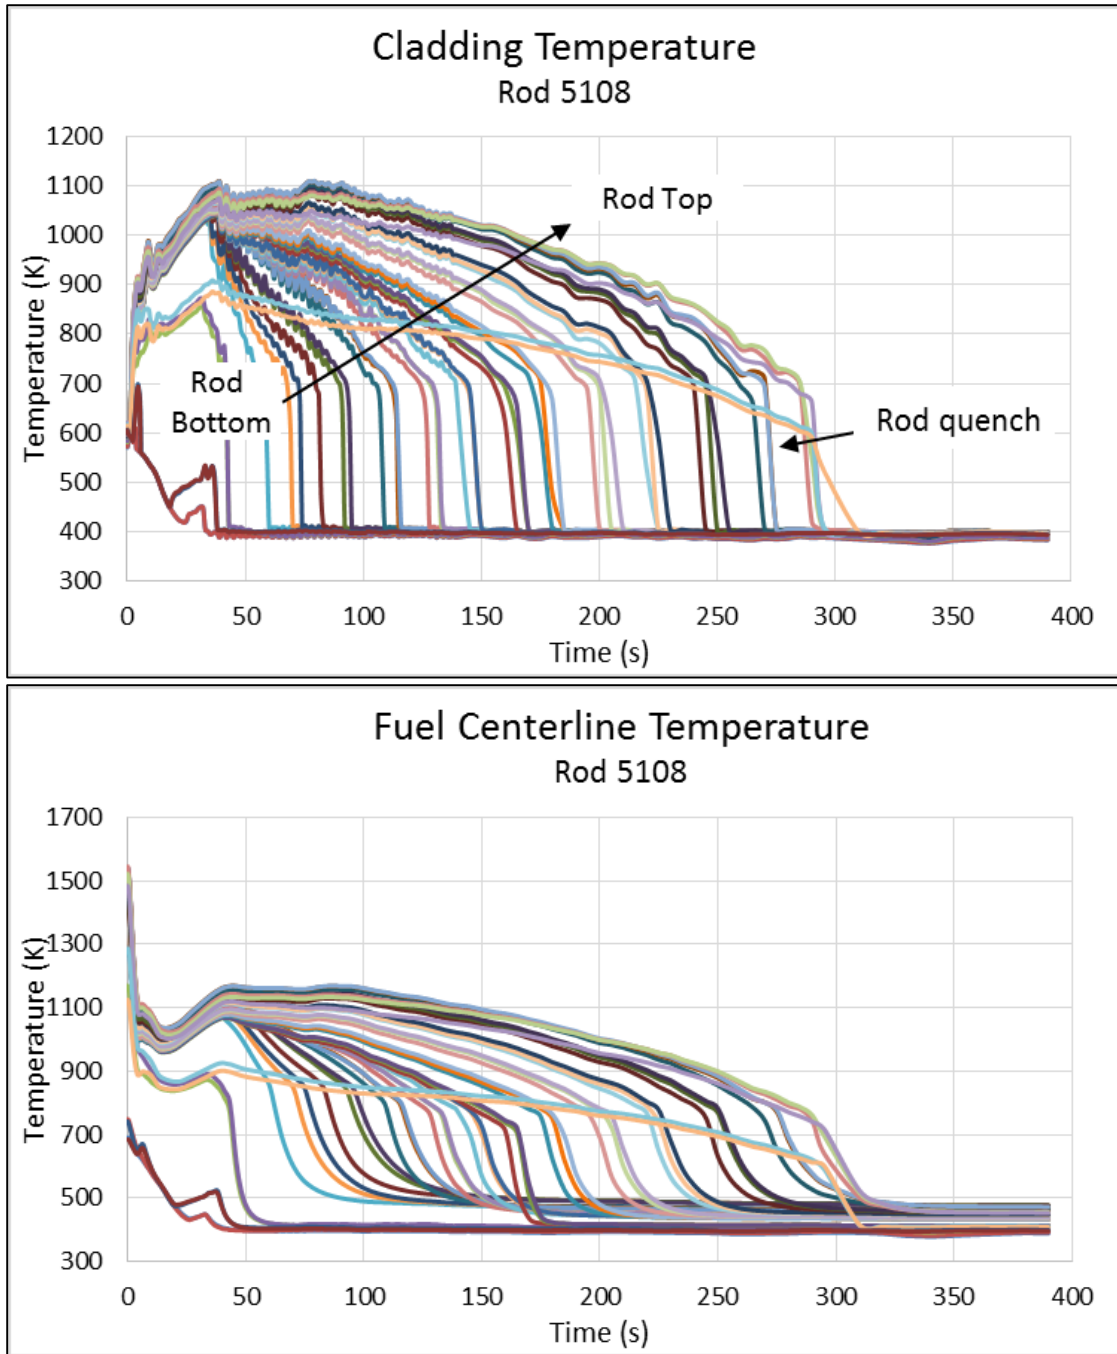 Cladding Temperature
Rod 5108
Temperature (K)
1200
1100
1000
900
800
700
600
500
400
300
Rod Top
Rod
Bottom
Rod quench
0 50 100 150 200 250 300 350 400
Time (s)
Fuel Centerline Temperature
Rod 5108
Temperature (K)
1700
1500
1300
1100
900
700
500
300
0 50 100 150 200 250 300 350 400
Time (s)